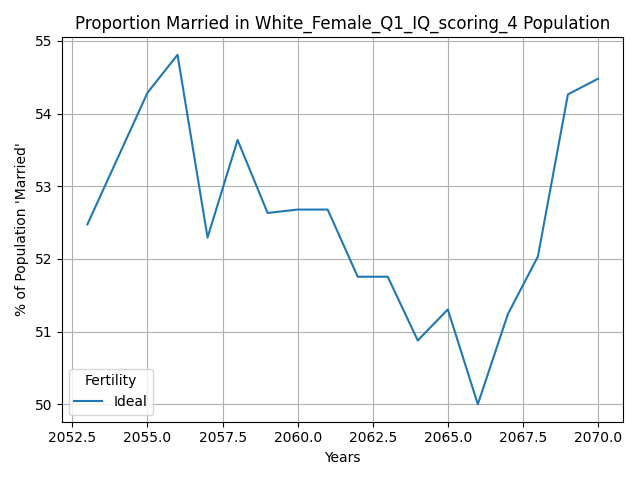 Proportion Married in White_Female_Q1_IQ_scoring_4 Population
55
54
53
52
51
50
% of Population 'Married'
Fertility
Ideal
2052.5 2055.0 2057.5 2060.0 2062.5 2065.0 2067.5 2070.0
Years